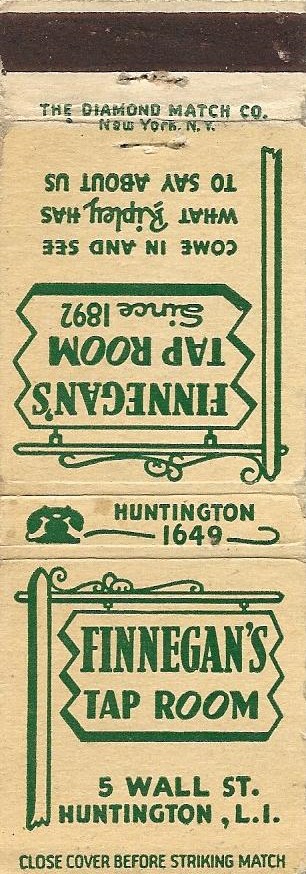 THE DIAMOND MATCH CO.
New York. N.Y.
COME IN AND SEE
WHAT Ripley HAS
TO SAY ABOUT US
FINNEGAN'S
TAP ROOM
Since 1892
HUNTINGTON
1649
FINNEGAN'S
TAP ROOM
5 WALL ST.
HUNTINGTON, L.I.
CLOSE COVER BEFORE STRIKING MATCH